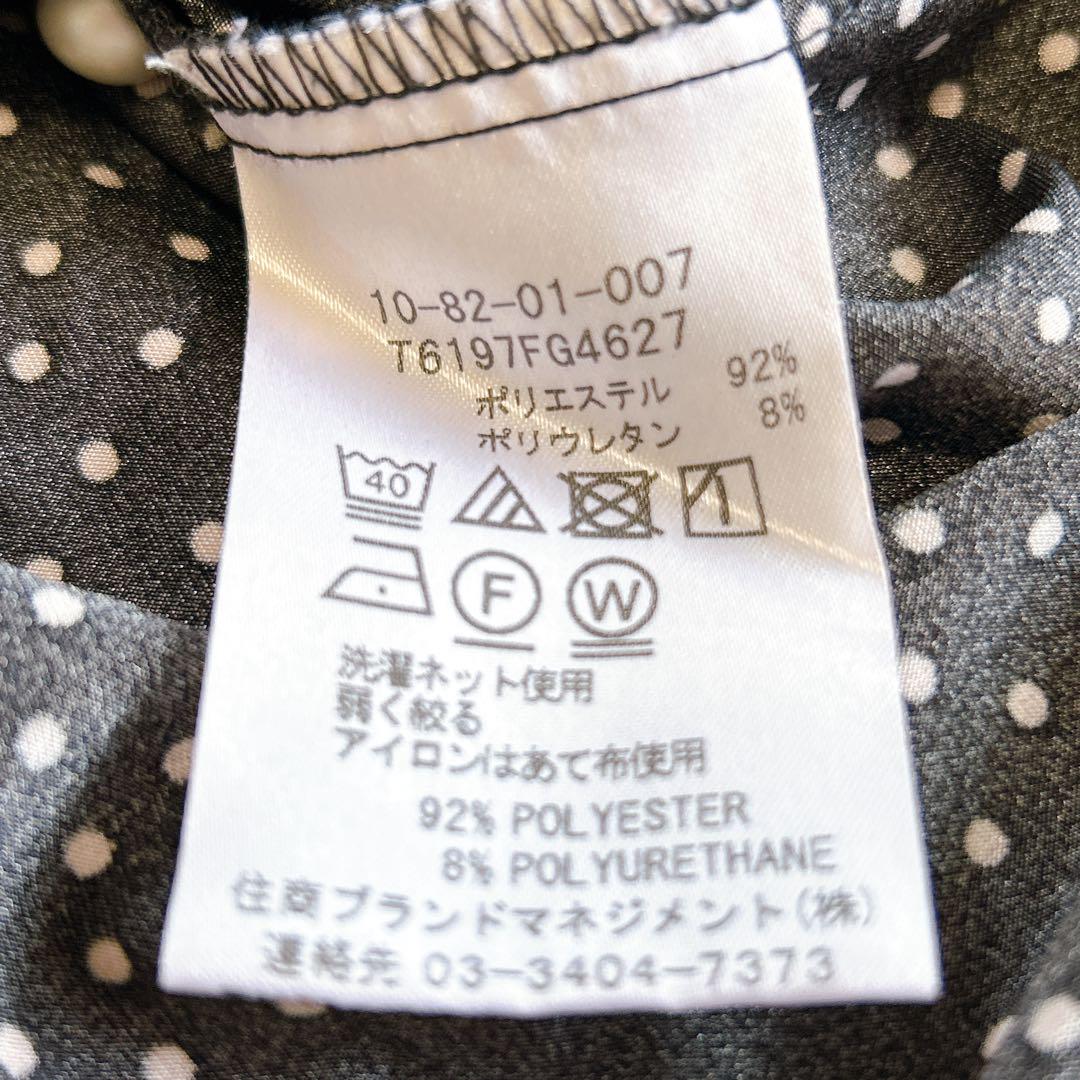 10-82-01-007
T6197FG4627
ポリエステル 92%
ポリウレタン 8%
40
F W
洗濯ネット使用
弱く絞る
アイロンはあて布使用
92% POLYESTER
8% POLYURETHANE
住商ブランドマネジメント(株)
連絡先 03-3404-7373